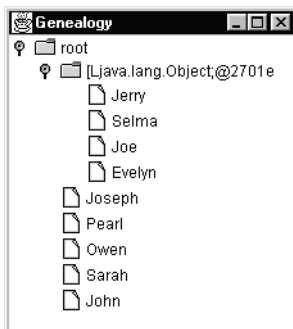 Genealogy
root
[Ljava.lang.Object;@2701e
Jerry
Selma
Joe
Evelyn
Joseph
Pearl
Owen
Sarah
John